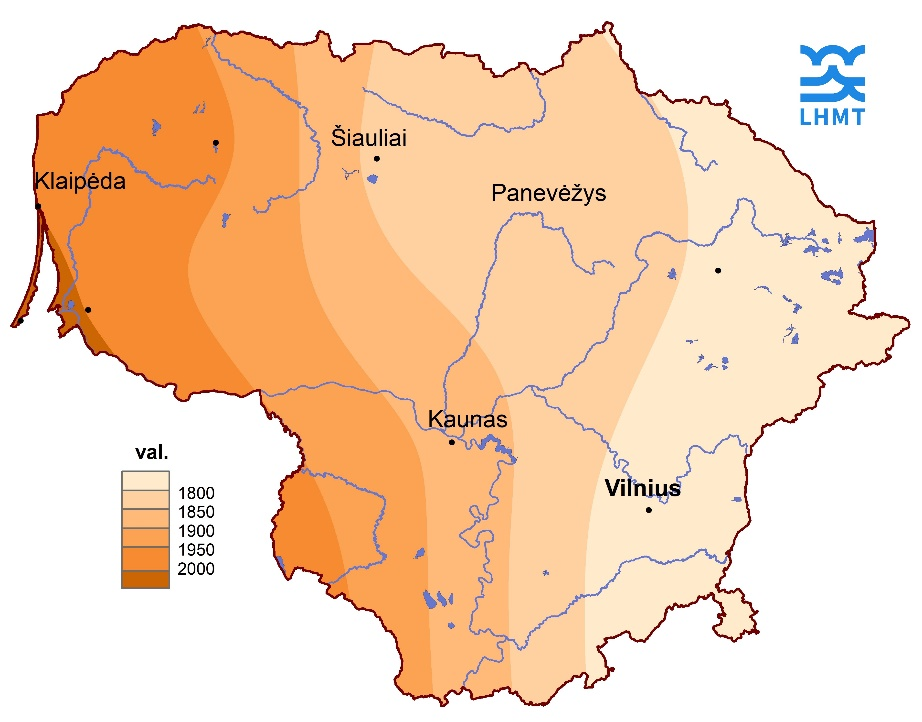 LHMT
Šiauliai
Klaipėda
Panevėžys
Kaunas
val.
Vilnius
1800
1850
1900
1950
2000